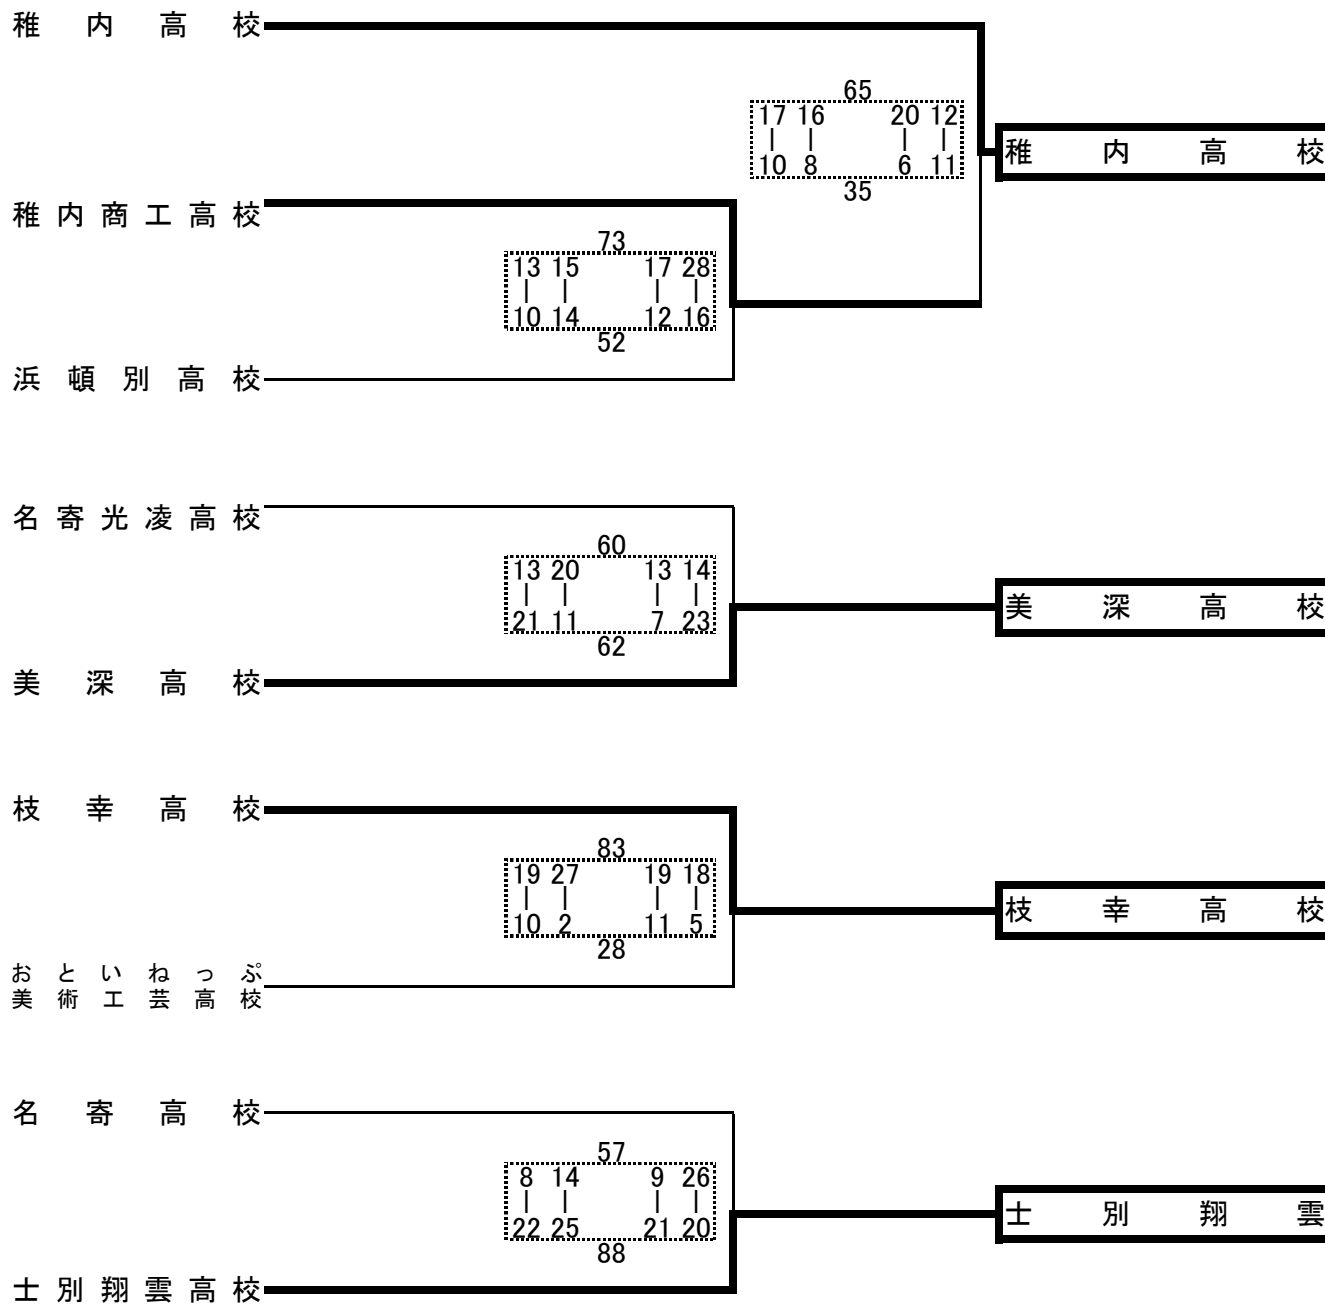 稚内高校
65
17 16 20 12
10 8 6 11
35
稚内高校
稚内商工高校
73
13 15 17 28
10 14 12 16
52
浜頓別高校
名寄光凌高校
60
13 20 13 14
21 11 7 23
62
美深高校
美深高校
枝幸高校
83
19 27 19 18
10 2 11 5
28
枝幸高校
おといねっぷ
美術工芸高校
名寄高校
57
8 14 9 26
22 25 21 20
88
士別翔雲
士別翔雲高校